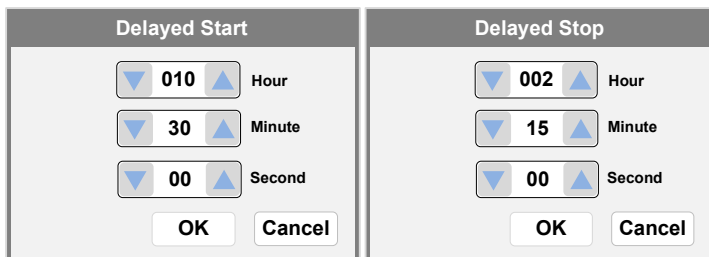 Delayed Start
010 Hour
30 Minute
00 Second
OK Cancel
Delayed Stop
002 Hour
15 Minute
00 Second
OK Cancel